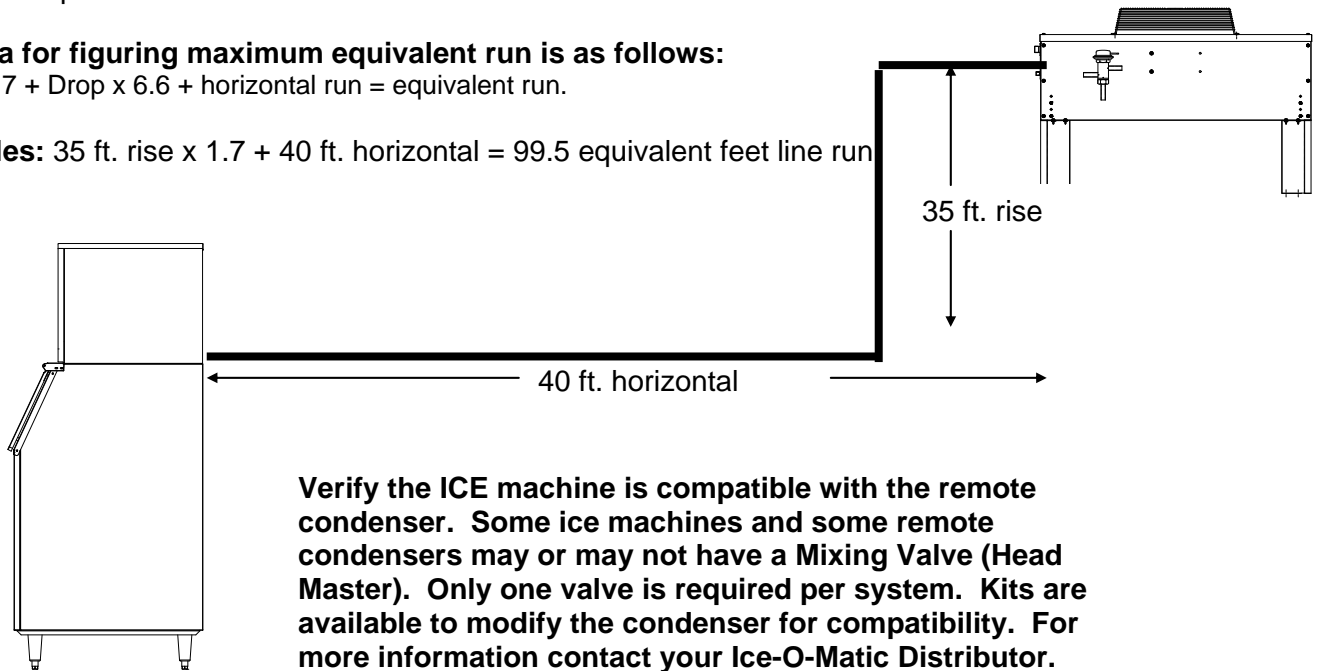 a for figuring maximum equivalent run is as follows:
7 + Drop x 6.6 + horizontal run = equivalent run.
les: 35 ft. rise x 1.7 + 40 ft. horizontal = 99.5 equivalent feet line run
35 ft. rise
40 ft. horizontal
Verify the ICE machine is compatible with the remote
condenser. Some ice machines and some remote
condensers may or may not have a Mixing Valve (Head
Master). Only one valve is required per system. Kits are
available to modify the condenser for compatibility. For
more information contact your Ice-O-Matic Distributor.